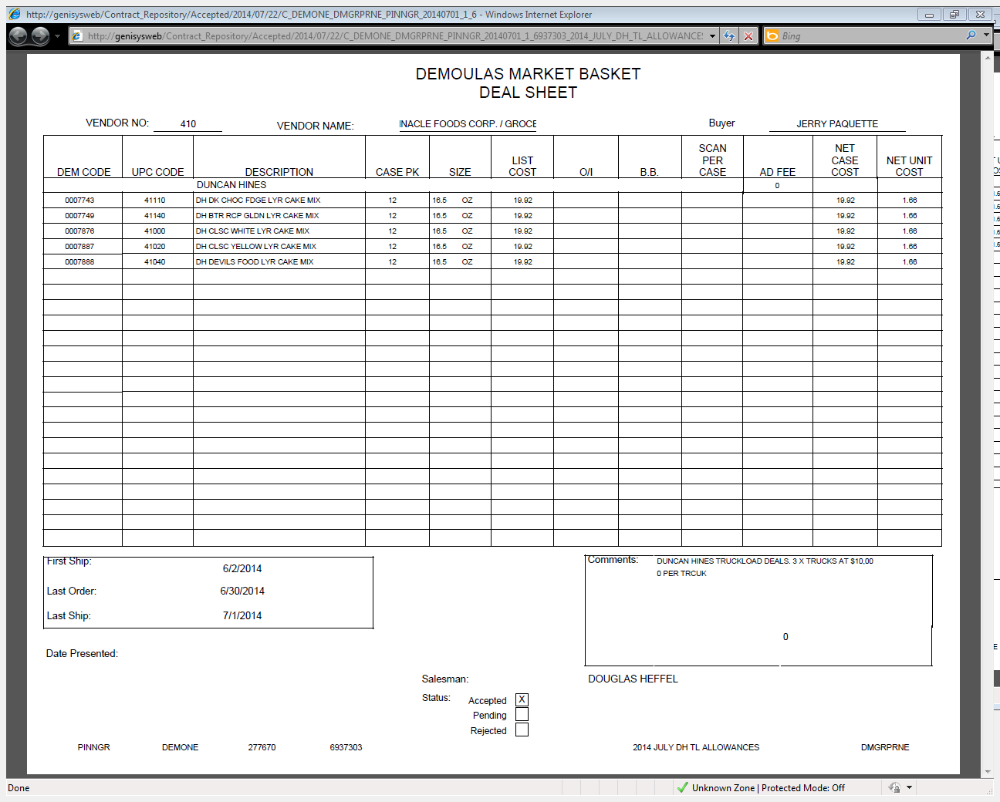 http://genisysweb/Contract_Repository/Accepted/2014/07/22/C_DEMONE_DMGRPRNE_PINNGR_20140701_1_6 - Windows Internet Explorer
http://genisysweb/Contract_Repository/Accepted/2014/07/22/C_DEMONE_DMGRPRNE_PINNGR_20140701_1_6937303_2014_JULY_DH_TL_ALLOWANCES Bing
DEMOULAS MARKET BASKET
DEAL SHEET
VENDOR NO: 410 VENDOR NAME: INACLE FOODS CORP. / GROCE Buyer JERRY PAQUETTE
DEM CODE UPC CODE DESCRIPTION CASE PK SIZE LIST COST O/I B.B. SCAN PER CASE AD FEE NET CASE COST NET UNIT COST
DUNCAN HINES 0
0007743 41110 DH DK CHOC FDGE LYR CAKE MIX 12 16.5 OZ 19.92 19.92 1.66
0007749 41140 DH BTR RCP GLDN LYR CAKE MIX 12 16.5 OZ 19.92 19.92 1.66
0007876 41000 DH CLSC WHITE LYR CAKE MIX 12 16.5 OZ 19.92 19.92 1.66
0007887 41020 DH CLSC YELLOW LYR CAKE MIX 12 16.5 OZ 19.92 19.92 1.66
0007888 41040 DH DEVILS FOOD LYR CAKE MIX 12 16.5 OZ 19.92 19.92 1.66
First Ship: 6/2/2014
Last Order: 6/30/2014
Last Ship: 7/1/2014
Comments: DUNCAN HINES TRUCKLOAD DEALS. 3 X TRUCKS AT $10,00
0 PER TRCUK
0
Date Presented:
Salesman: DOUGLAS HEFFEL
Status: Accepted X
Pending
Rejected
PINNGR DEMONE 277670 6937303 2014 JULY DH TL ALLOWANCES DMGRPRNE
Done Unknown Zone | Protected Mode: Off